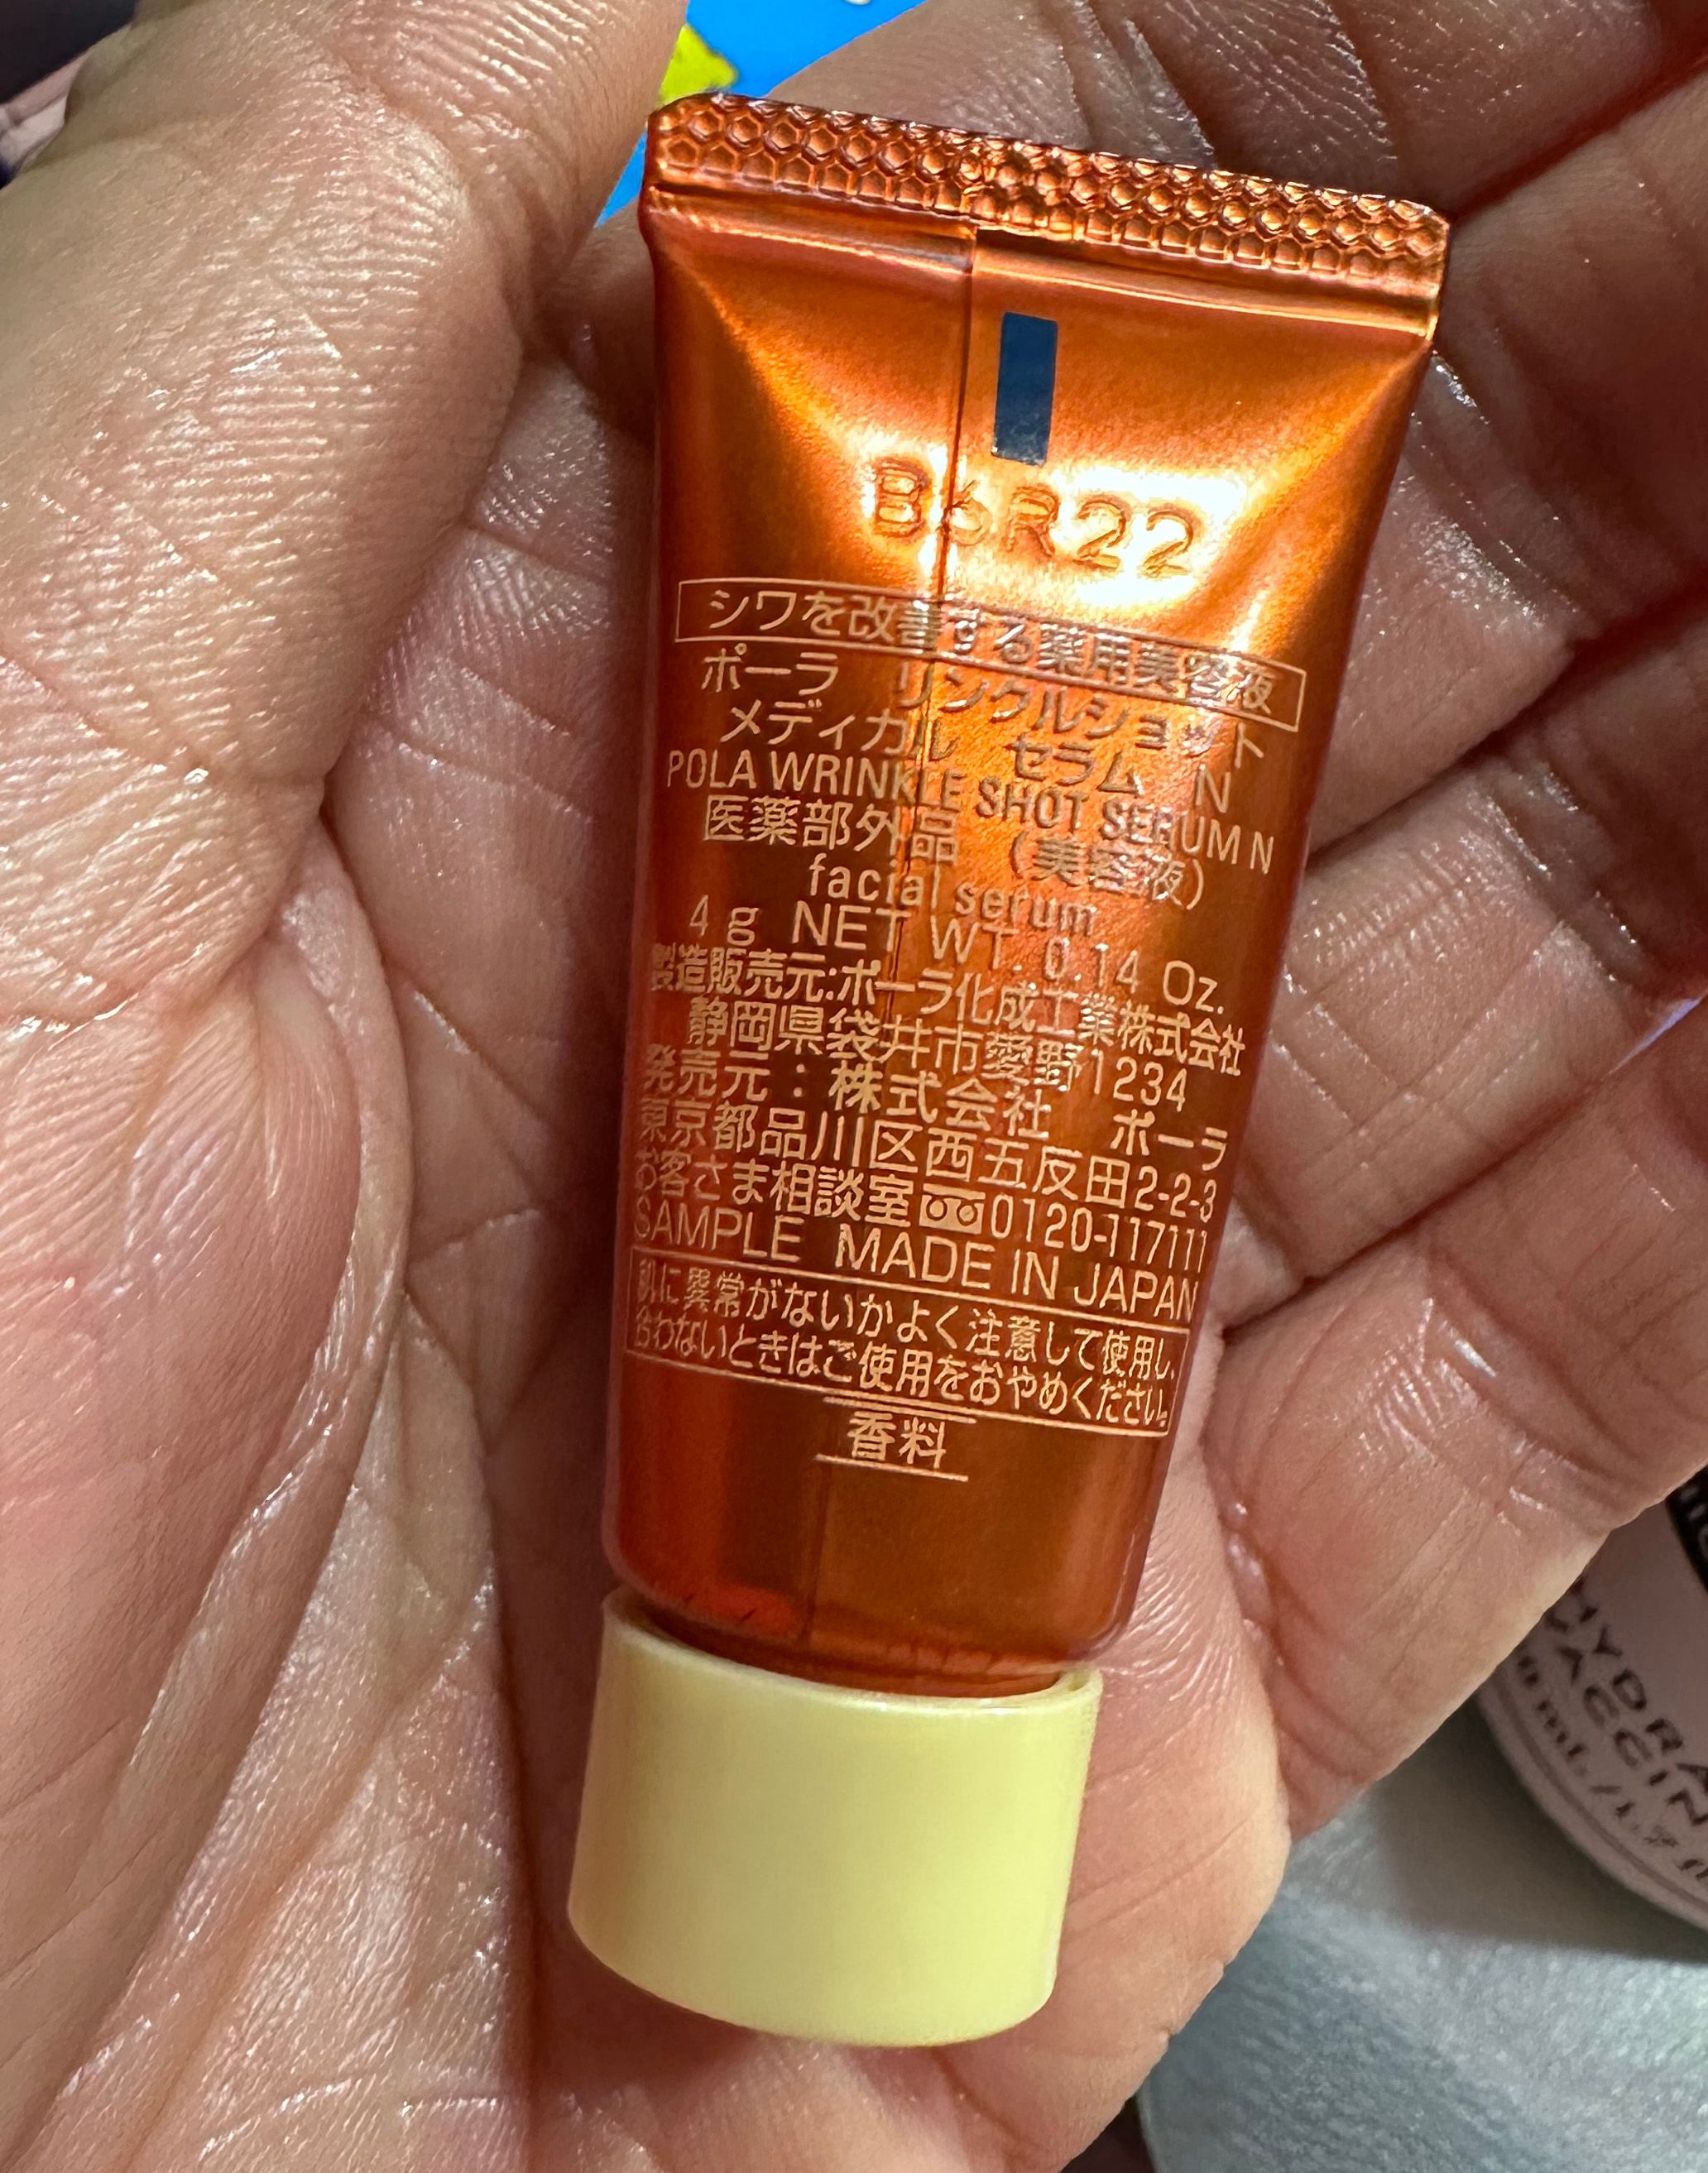 B6R22
シワを改善する薬用美容液
ポーラ リンクルショット
メディカル セラム N
POLA WRINKLE SHOT SERUM N
医薬部外品 (美容液)
facial serum
4g NET WT. 0.14 Oz.
製造販売元:ポーラ化成工業株式会社
静岡県袋井市愛野1234
発売元:株式会社 ポーラ
東京都品川区西五反田2-2-3
お客さま相談室 0120-117111
SAMPLE MADE IN JAPAN
肌に異常がないかよく注意して使用し、
合わないときはご使用をおやめください。
香料
HYDRA
VACCIN